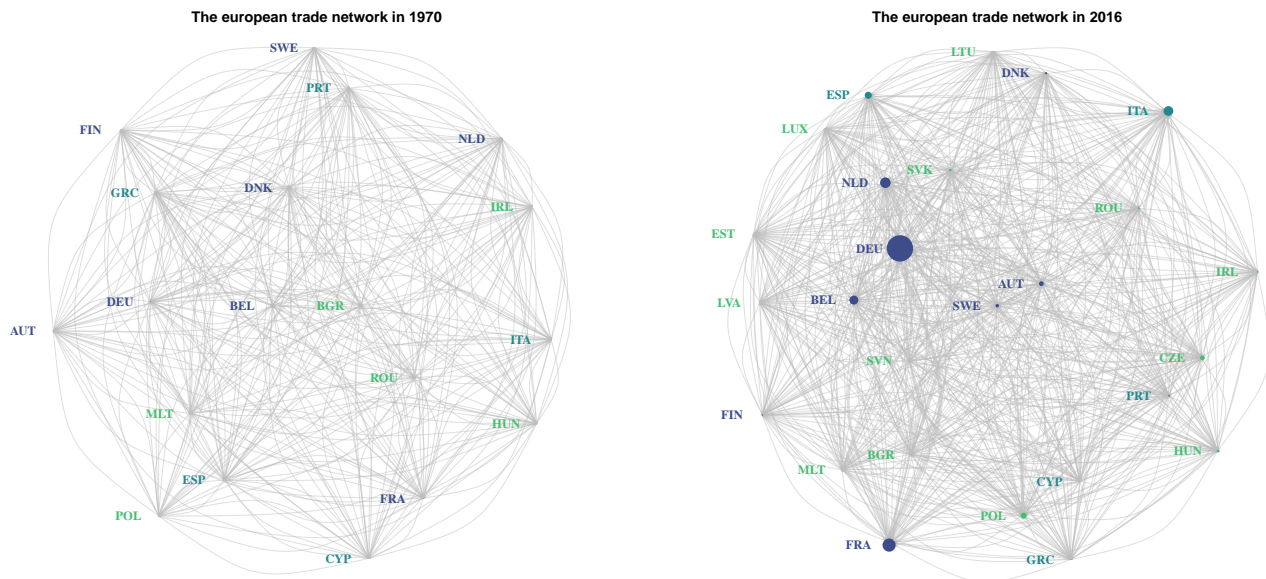 The european trade network in 1970
SWE
PRT
FIN
NLD
DNK
GRC
IRL
DEU
BEL
BGR
AUT
ITA
ROU
MLT
HUN
ESP
FRA
POL
CYP
The european trade network in 2016
LTU
DNK
ESP
ITA
LUX
SVK
NLD
ROU
EST
DEU
IRL
AUT
BEL
LVA
SWE
CZE
SVN
PRT
FIN
HUN
BGR
MLT
CYP
POL
FRA
GRC